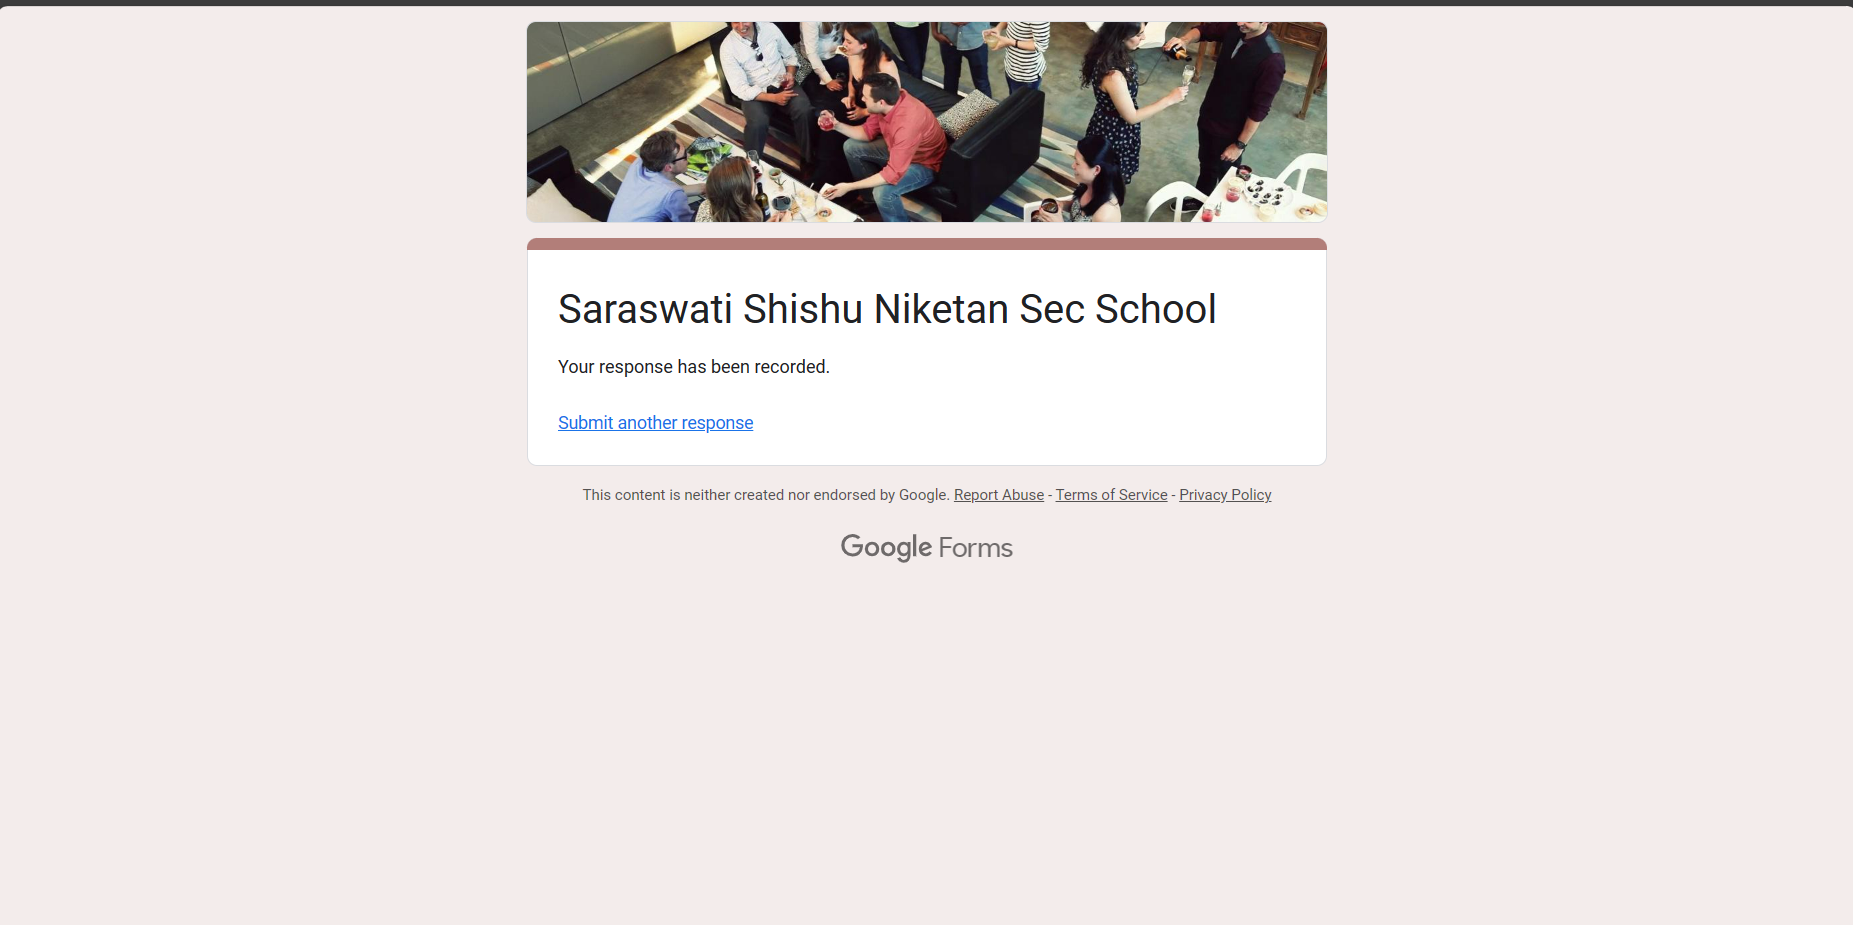 Saraswati Shishu Niketan Sec School
Your response has been recorded.
Submit another response
This content is neither created nor endorsed by Google. Report Abuse - Terms of Service - Privacy Policy
Google Forms